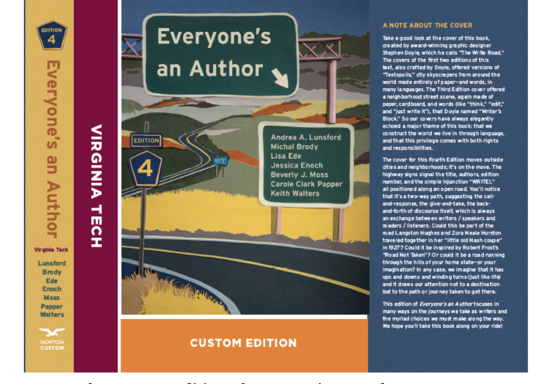 EDITION
4
Everyone's an Author
Virginia Tech
Lunsford
Brody
Ede
Enoch
Moss
Papper
Walters
NORTON
CUSTOM
VIRGINIA TECH
Everyone's
an Author
EDITION
4
WRITE!
Andrea A. Lunsford
Michal Brody
Lisa Ede
Jessica Enoch
Beverly J. Moss
Carole Clark Papper
Keith Walters
CUSTOM EDITION
A NOTE ABOUT THE COVER
Take a good look at the cover of this book,
created by award-winning graphic designer
Stephen Doyle, which he calls "The Write Road."
The covers of the first two editions of this
text, also crafted by Doyle, offered versions of
"Textopolis," city skyscrapers from around the
world made entirely of paper—and words, in
many languages. The Third Edition cover offered
a neighborhood street scene, again made of
paper, cardboard, and words (like "think," "edit,"
and "just write it"), that Doyle named "Writer's
Block." So our covers have always elegantly
echoed a major theme of this book: that we
construct the world we live in through language,
and that this privilege comes with both rights
and responsibilities.
The cover for this Fourth Edition moves outside
cities and neighborhoods; it's on the move. The
highway signs signal the title, authors, edition
number, and the simple injunction "WRITE!,"
all positioned along an open road. You'll notice
that it's a two-way path, suggesting the call-
and-response, the give-and-take, the back-
and-forth of discourse itself, which is always
an exchange between writers / speakers and
readers / listeners. Could this be part of the
road Langston Hughes and Zora Neale Hurston
traveled together in her "little old Nash coupe"
in 1927? Could it be inspired by Robert Frost's
"Road Not Taken"? Or could it be a road running
through the hills of your home state—or your
imagination? In any case, we imagine that it has
ups and downs and winding turns (just like life)
and it draws our attention not to a destination
but to the path or journey taken to get there.
This edition of Everyone's an Author focuses in
many ways on the journeys we take as writers and
the myriad choices we must make along the way.
We hope you'll take this book along on your ride!